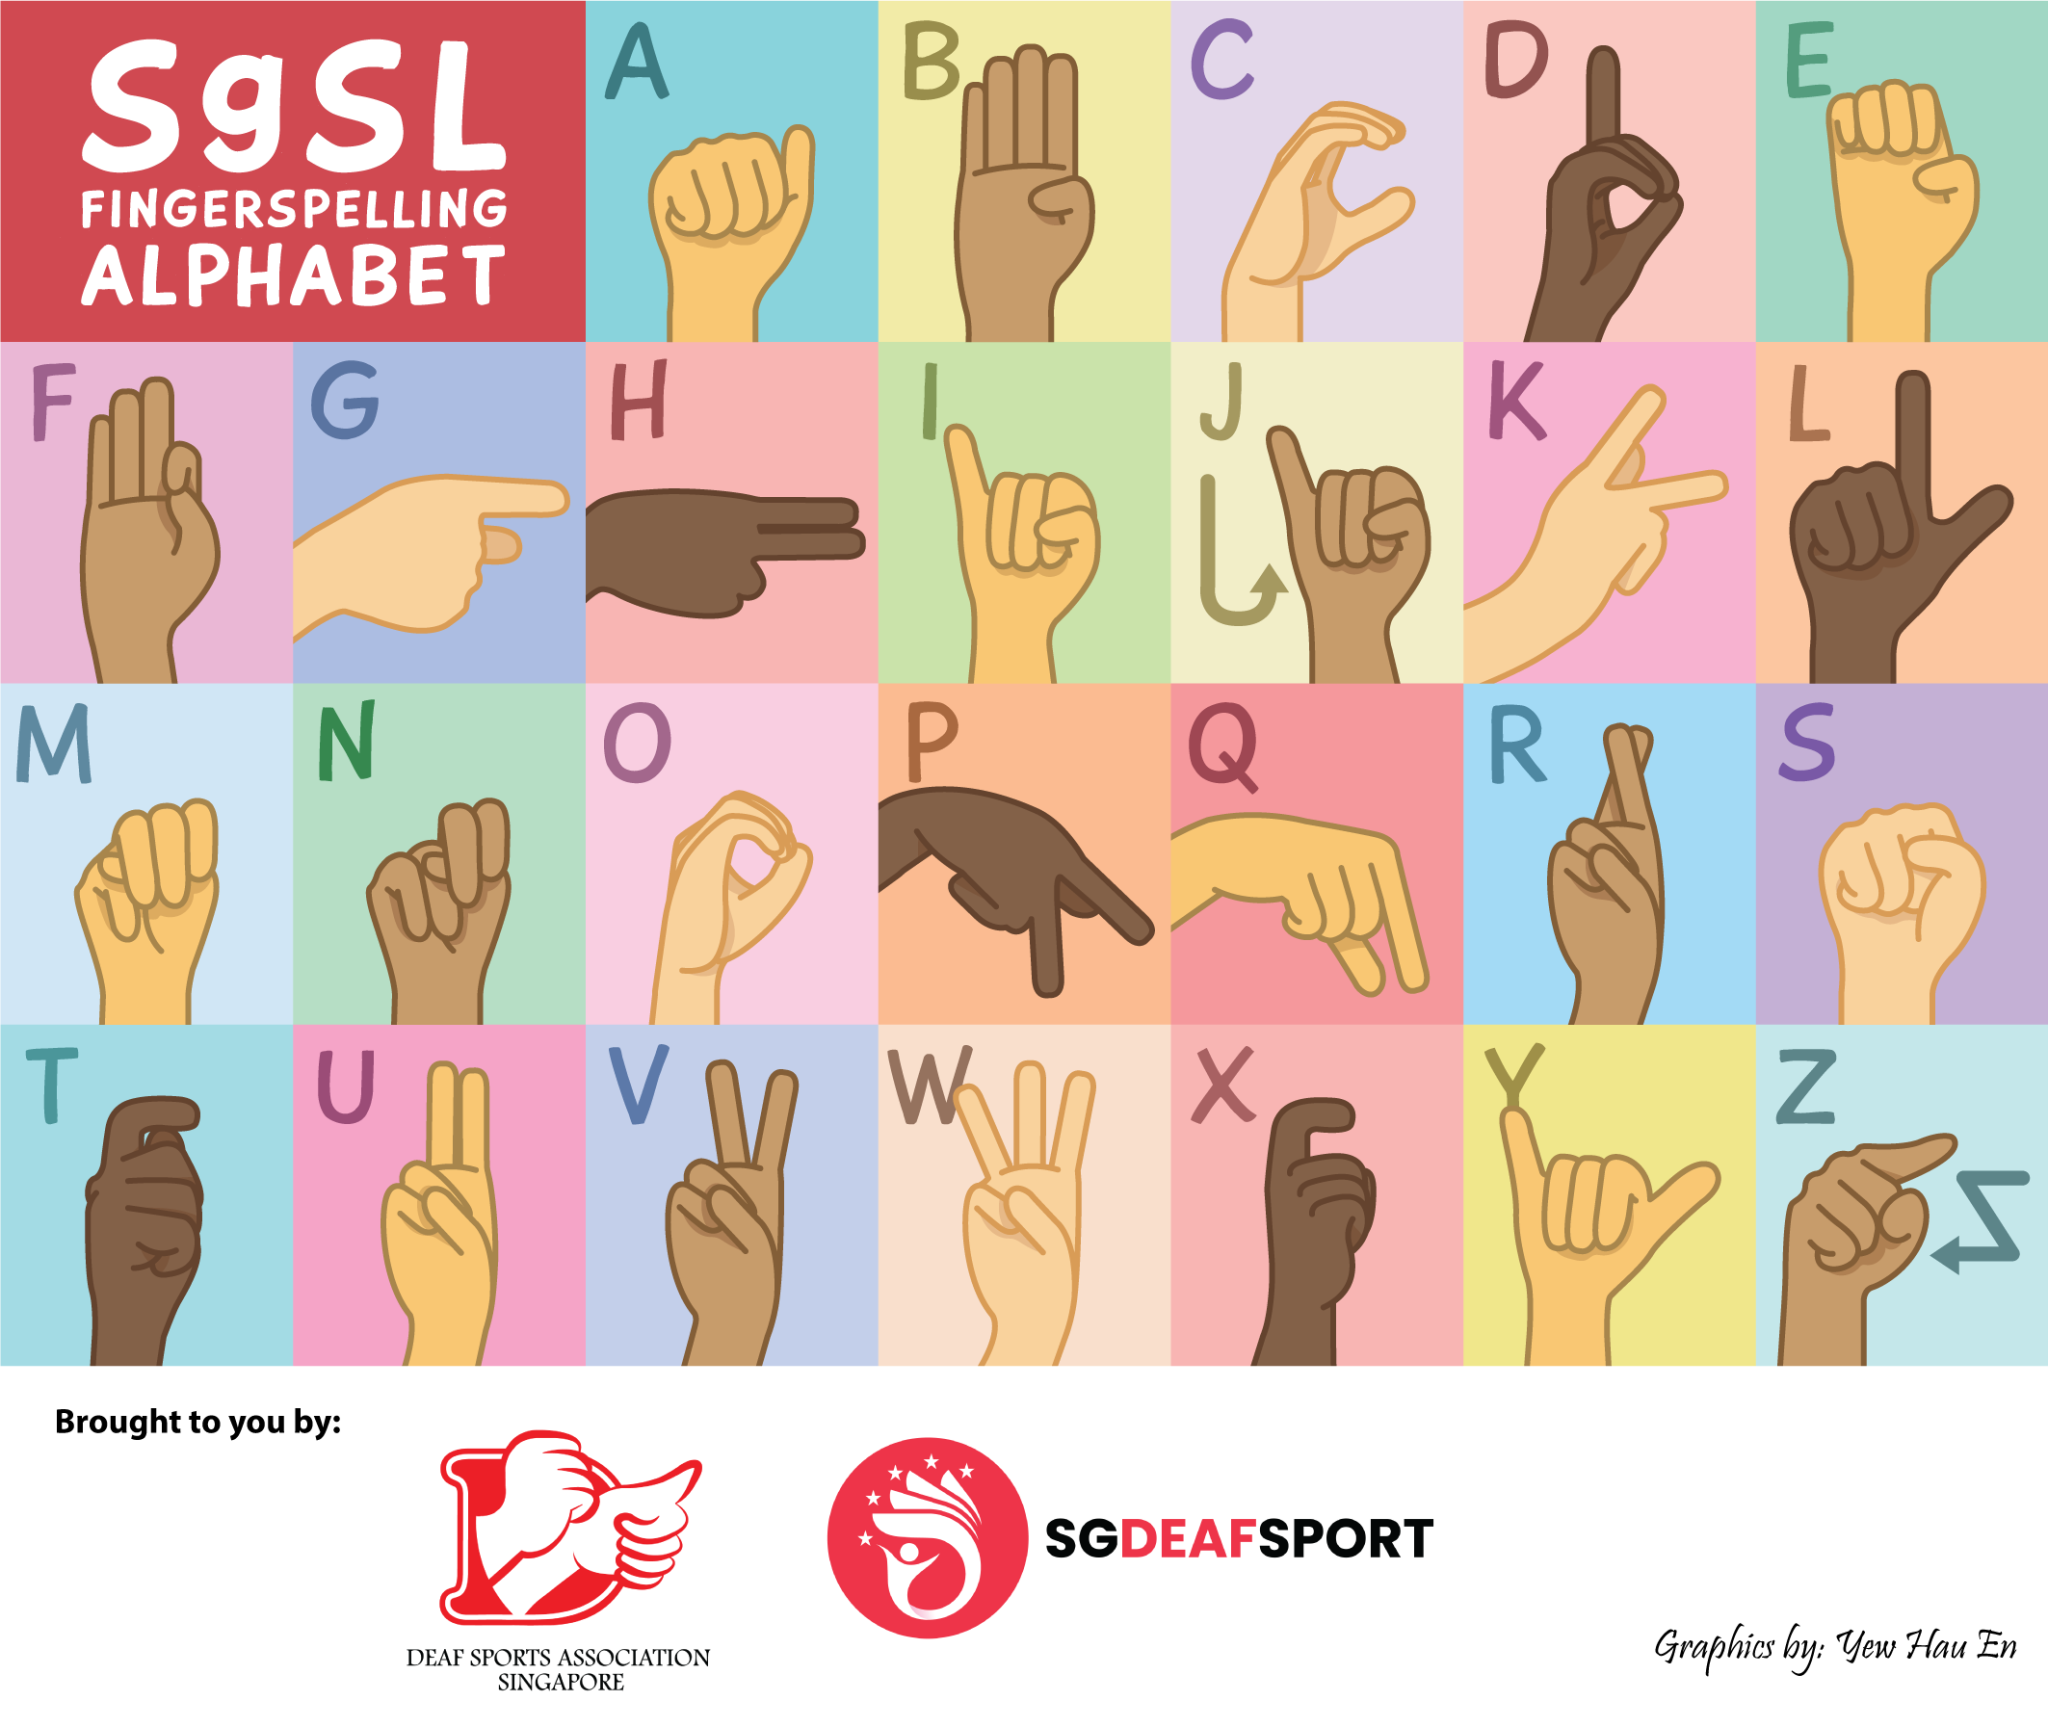 SgSL
FINGERSPELLING
ALPHABET
A
B
C
D
E
F
G
H
I
J
K
L
M
N
O
P
Q
R
S
T
U
V
W
X
Y
Z
Brought to you by:
DEAF SPORTS ASSOCIATION
SINGAPORE
SGDEAFSPORT
Graphics by: Yew Hau En